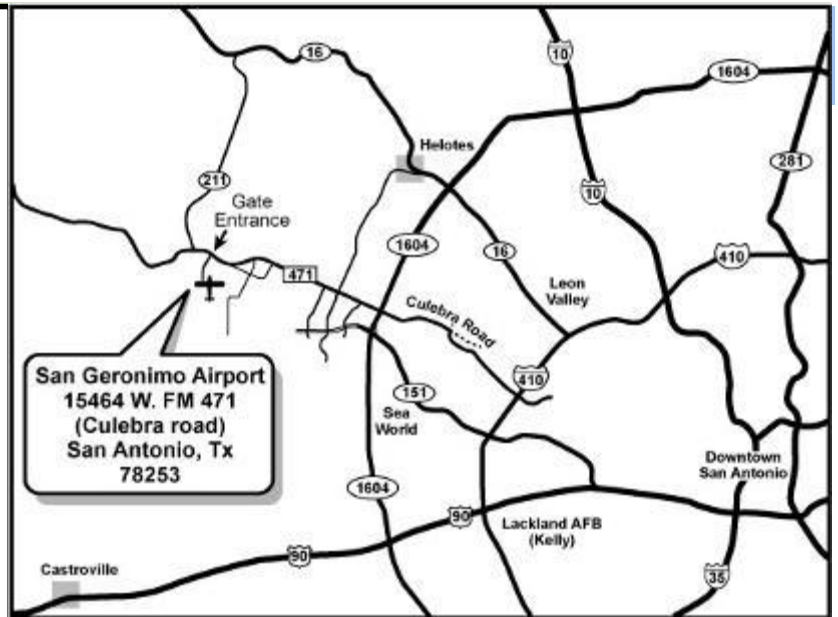 16
10
1604
Helotes
281
211
10
Gate
Entrance
1604
16
410
471
Leon
Valley
Culebra Road
410
San Geronimo Airport
15464 W. FM 471
(Culebra road)
San Antonio, Tx
78253
151
Sea
World
Downtown
San Antonio
1604
90
Lackland AFB
(Kelly)
90
35
Castroville